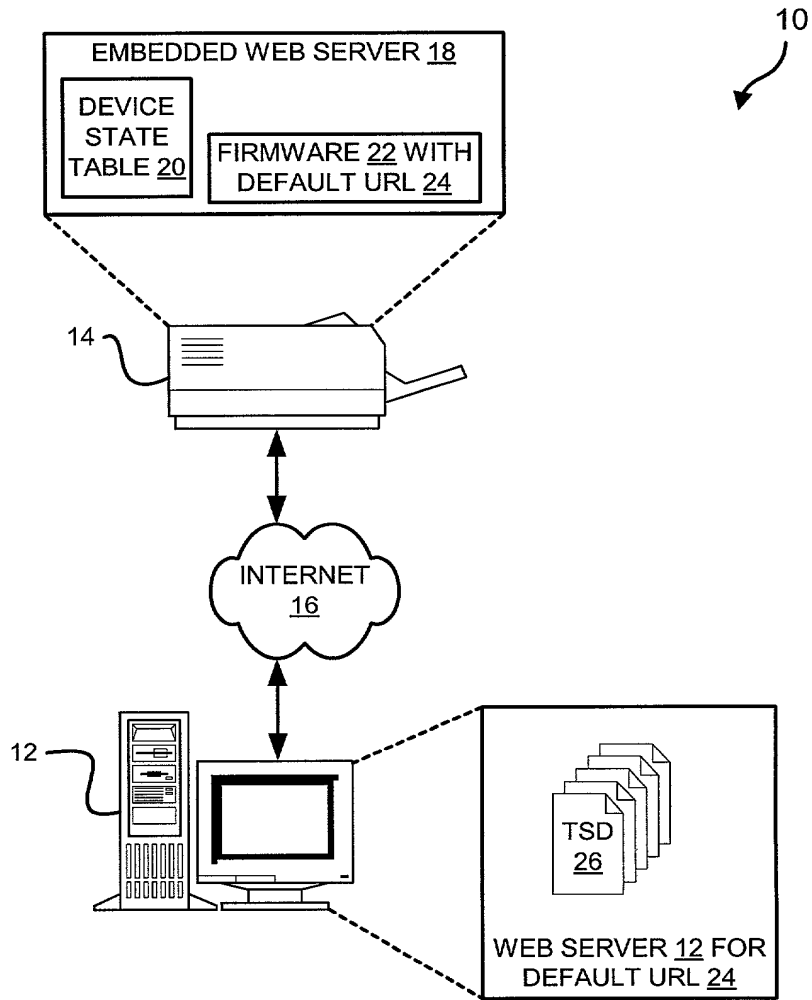 10
EMBEDDED WEB SERVER 18
DEVICE
STATE
TABLE 20
FIRMWARE 22 WITH
DEFAULT URL 24
14
INTERNET
16
12
TSD
26
WEB SERVER 12 FOR
DEFAULT URL 24